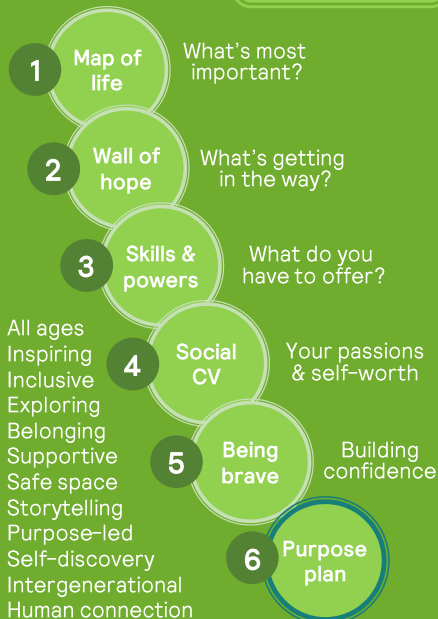 1
Map of
life
What's most
important?
2
Wall of
hope
What's getting
in the way?
3
Skills &
powers
What do you
have to offer?
4
Social
CV
Your passions
& self-worth
5
Being
brave
Building
confidence
6
Purpose
plan
All ages
Inspiring
Inclusive
Exploring
Belonging
Supportive
Safe space
Storytelling
Purpose-led
Self-discovery
Intergenerational
Human connection